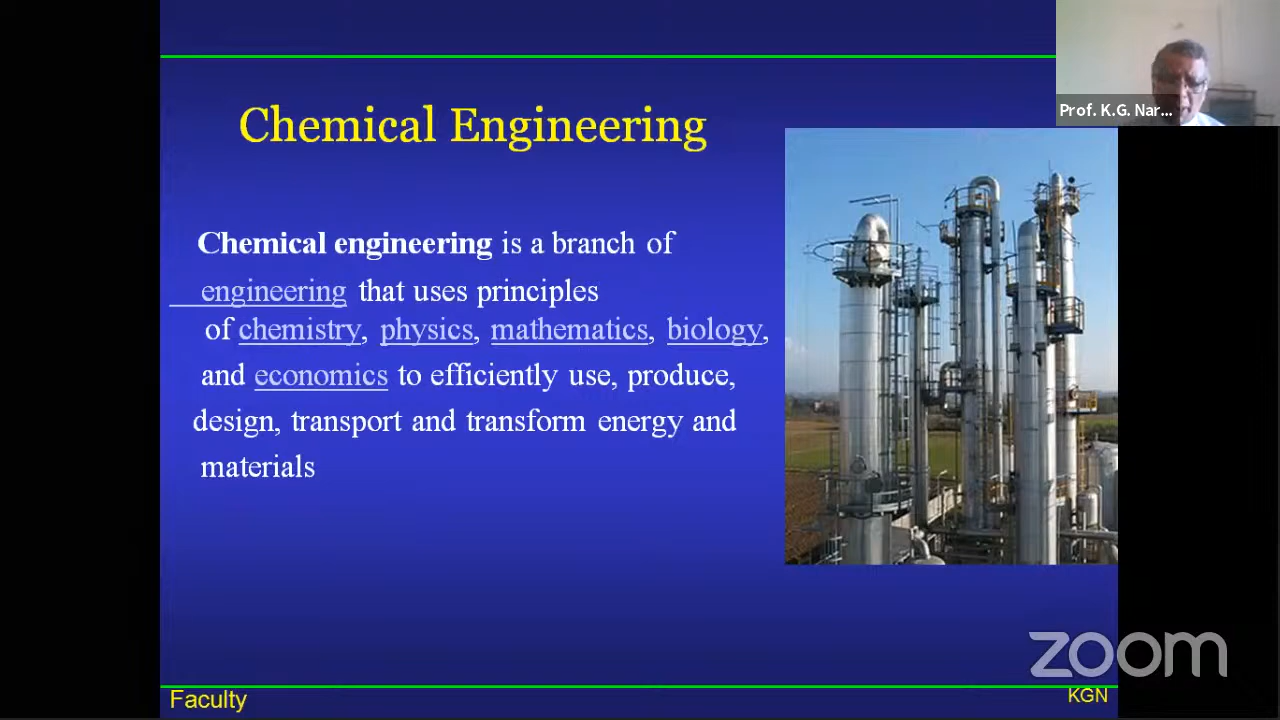 Chemical Engineering
Chemical engineering is a branch of
engineering that uses principles
of chemistry, physics, mathematics, biology,
and economics to efficiently use, produce,
design, transport and transform energy and
materials
Prof. K.G. Nar...
zoom
Faculty
KGN